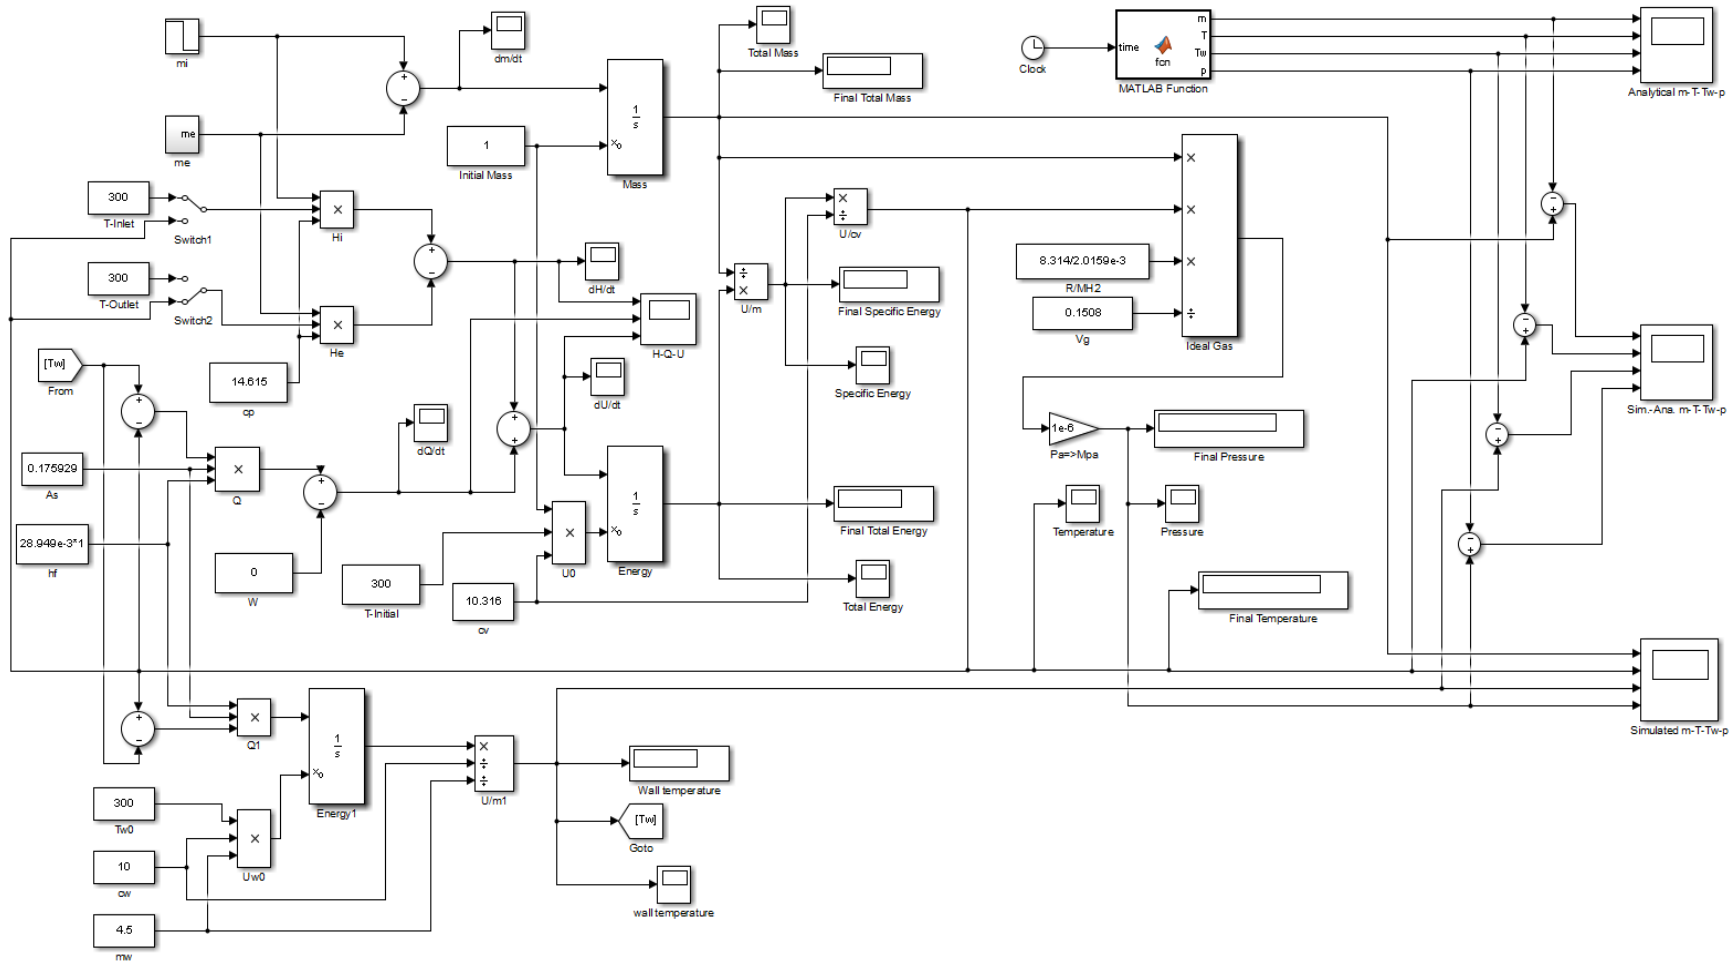 mi
dm/dt
me
+
−
1
Initial Mass
1
s
xo
Mass
Total Mass
Final Total Mass
Clock
time
fcn
m
T
Tw
p
MATLAB Function
Analytical m-T-Tw-p
300
T-Inlet
Switch1
×
Hi
300
T-Outlet
Switch2
×
He
+
−
dH/dt
H-Q-U
14.615
cp
÷
×
U/m
×
÷
U/cv
Final Specific Energy
Specific Energy
8.314/2.0159e-3
R/MH2
0.1508
Vg
×
×
×
÷
Ideal Gas
−
+
−
+
−
+
−
+
Sim.-Ana. m-T-Tw-p
[Tw]
From
+
−
0.175929
As
×
Q
28.949e-3*1
hf
+
−
0
W
dQ/dt
+
+
dU/dt
300
T-Initial
10.316
cv
×
U0
1
s
xo
Energy
Final Total Energy
Total Energy
1e-6
Pa=>Mpa
Final Pressure
Temperature
Pressure
Final Temperature
Simulated m-T-Tw-p
+
−
×
Q1
1
s
xo
Energy1
×
÷
÷
U/m1
Wall temperature
[Tw]
Goto
wall temperature
300
Tw0
10
cw
4.5
mw
×
Uw0